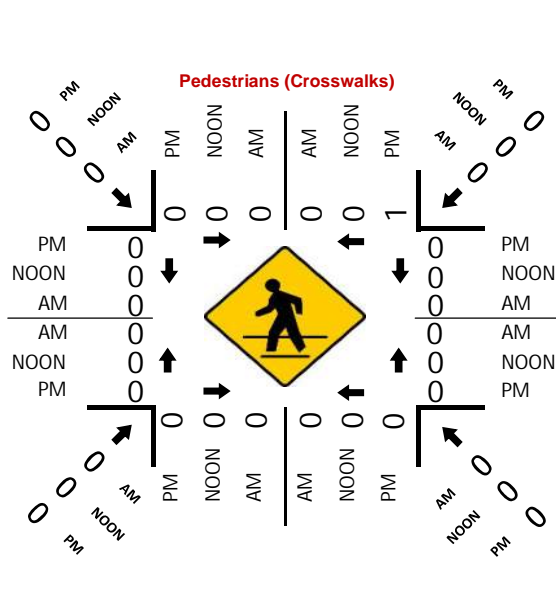 Pedestrians (Crosswalks)
PM NOON AM
0 0 0
PM NOON AM AM NOON PM
0 0 0 0 0 1
PM NOON AM
0 0 0
PM 0 0 PM
NOON 0 0 NOON
AM 0 0 AM
AM 0 0 AM
NOON 0 0 NOON
PM 0 0 PM
0 0 0 0 0 0
PM NOON AM AM NOON PM
0 0 0
AM NOON PM
0 0 0
AM NOON PM